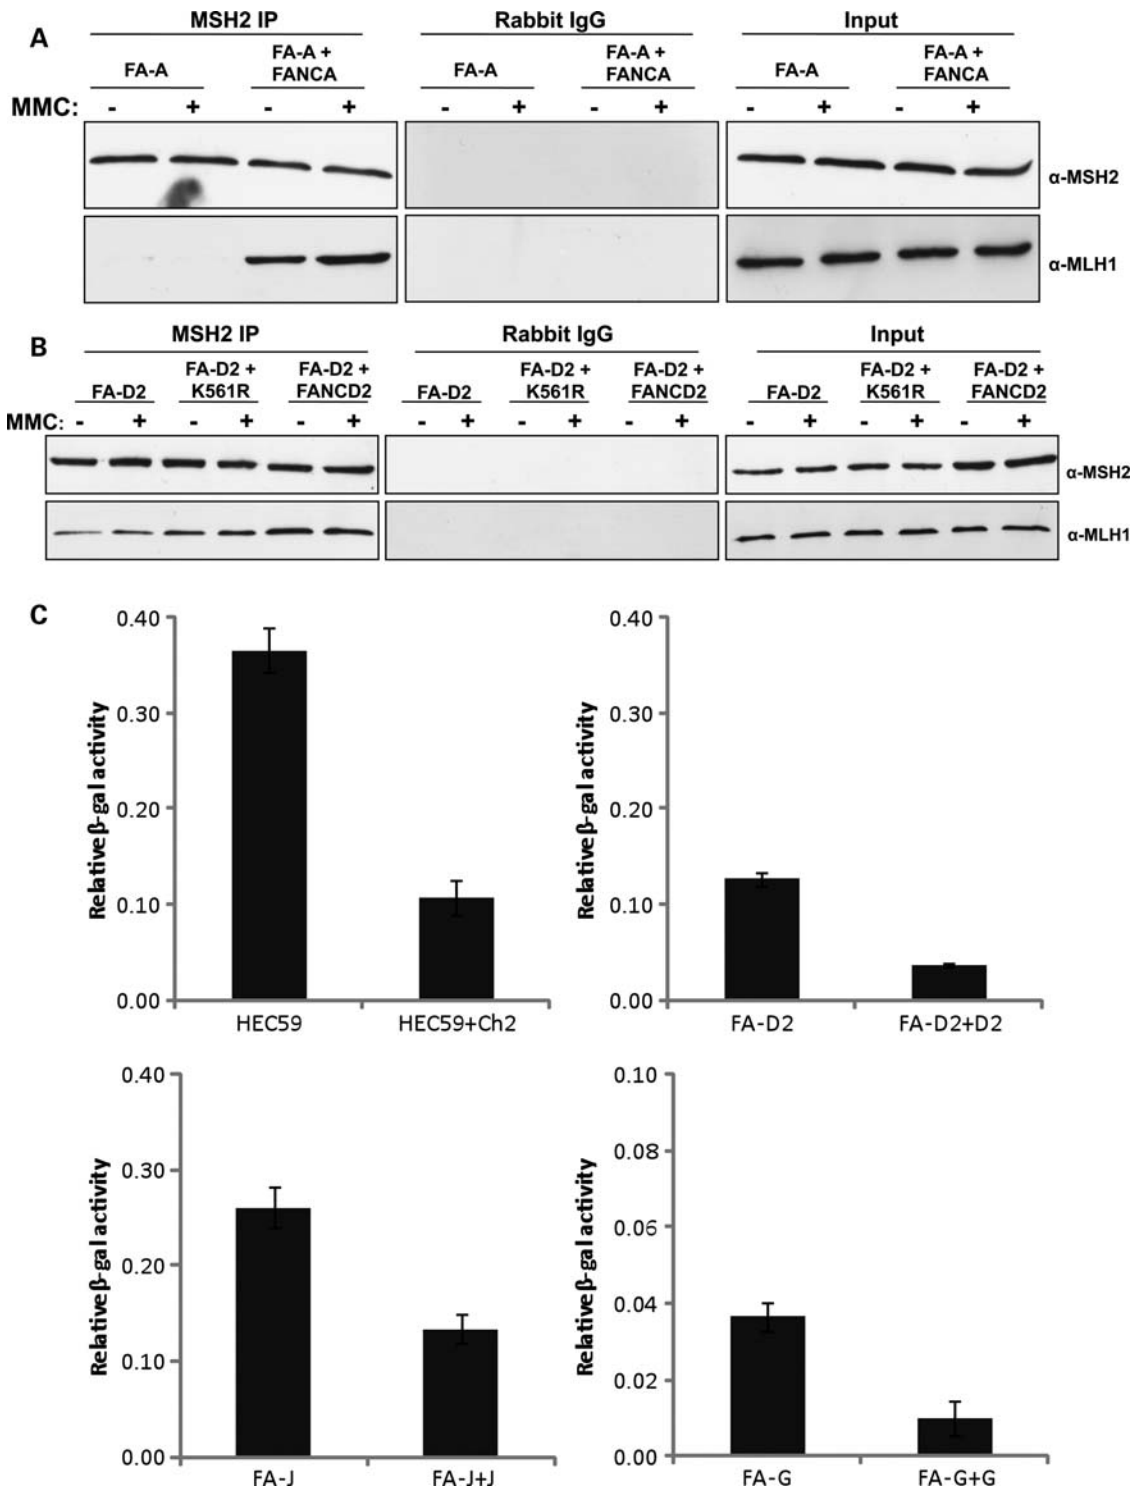 A
MSH2 IP Rabbit IgG Input
FA-A FA-A + FANCA FA-A FA-A + FANCA FA-A FA-A + FANCA
MMC: - + - + - + - + - + - +
α-MSH2
α-MLH1
B
MSH2 IP Rabbit IgG Input
FA-D2 FA-D2 + K561R FA-D2 + FANCD2 FA-D2 FA-D2 + K561R FA-D2 + FANCD2 FA-D2 FA-D2 + K561R FA-D2 + FANCD2
MMC: - + - + - + - + - + - + - + - + - +
α-MSH2
α-MLH1
C
Relative β-gal activity
0.40
0.30
0.20
0.10
0.00
HEC59 HEC59+Ch2
Relative β-gal activity
0.40
0.30
0.20
0.10
0.00
FA-D2 FA-D2+D2
Relative β-gal activity
0.40
0.30
0.20
0.10
0.00
FA-J FA-J+J
Relative β-gal activity
0.10
0.08
0.06
0.04
0.02
0.00
FA-G FA-G+G